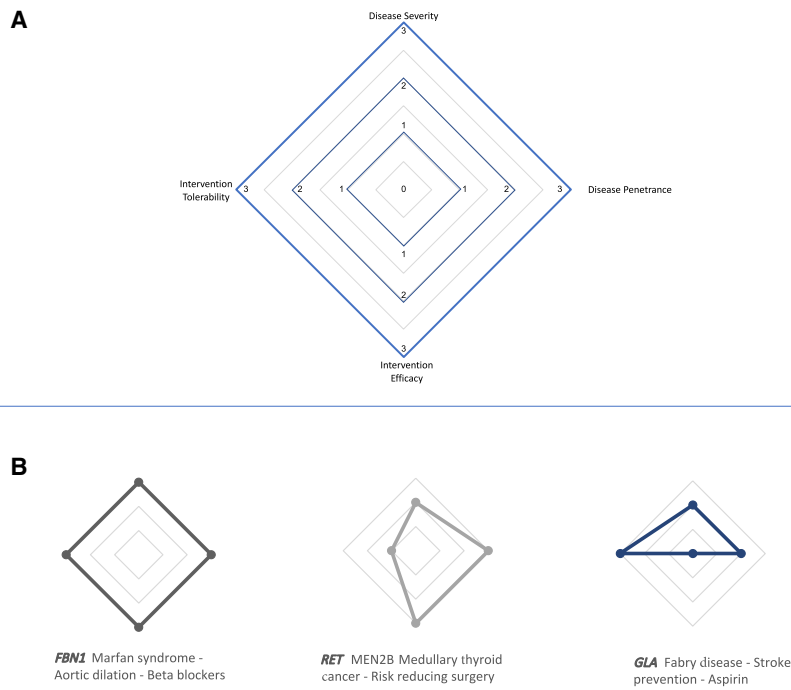 A
Disease Severity
3
2
1
Intervention
Tolerability
3
2
1
0
1
2
3
Disease Penetrance
1
2
3
Intervention
Efficacy
B
FBN1 Marfan syndrome -
Aortic dilation - Beta blockers
RET MEN2B Medullary thyroid
cancer - Risk reducing surgery
GLA Fabry disease - Stroke
prevention - Aspirin